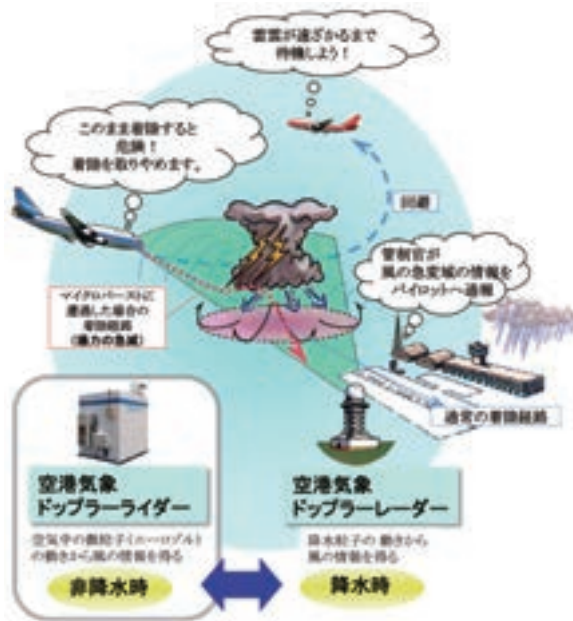 雷雲が遠ざかるまで
待機しよう！
このまま着陸すると
危険！
着陸を取りやめます。
回避
管制官が
風の急変域の情報を
パイロットへ通報
マイクロバーストに
遭遇した場合の
着陸経路
(揚力の急減)
通常の着陸経路
空港気象
ドップラーライダー
空気中の微粒子(エーロゾル)
の動きから風の情報を得る
非降水時
空港気象
ドップラーレーダー
降水粒子の動きから
風の情報を得る
降水時